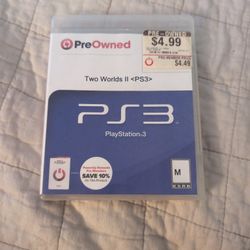 PreOwned
PRE-OWNED
$4.99
PRO MEMBER PRICE
$4.49
Two Worlds II <PS3>
PS3
PlayStation®3
SAVE 10%
M
ESRB